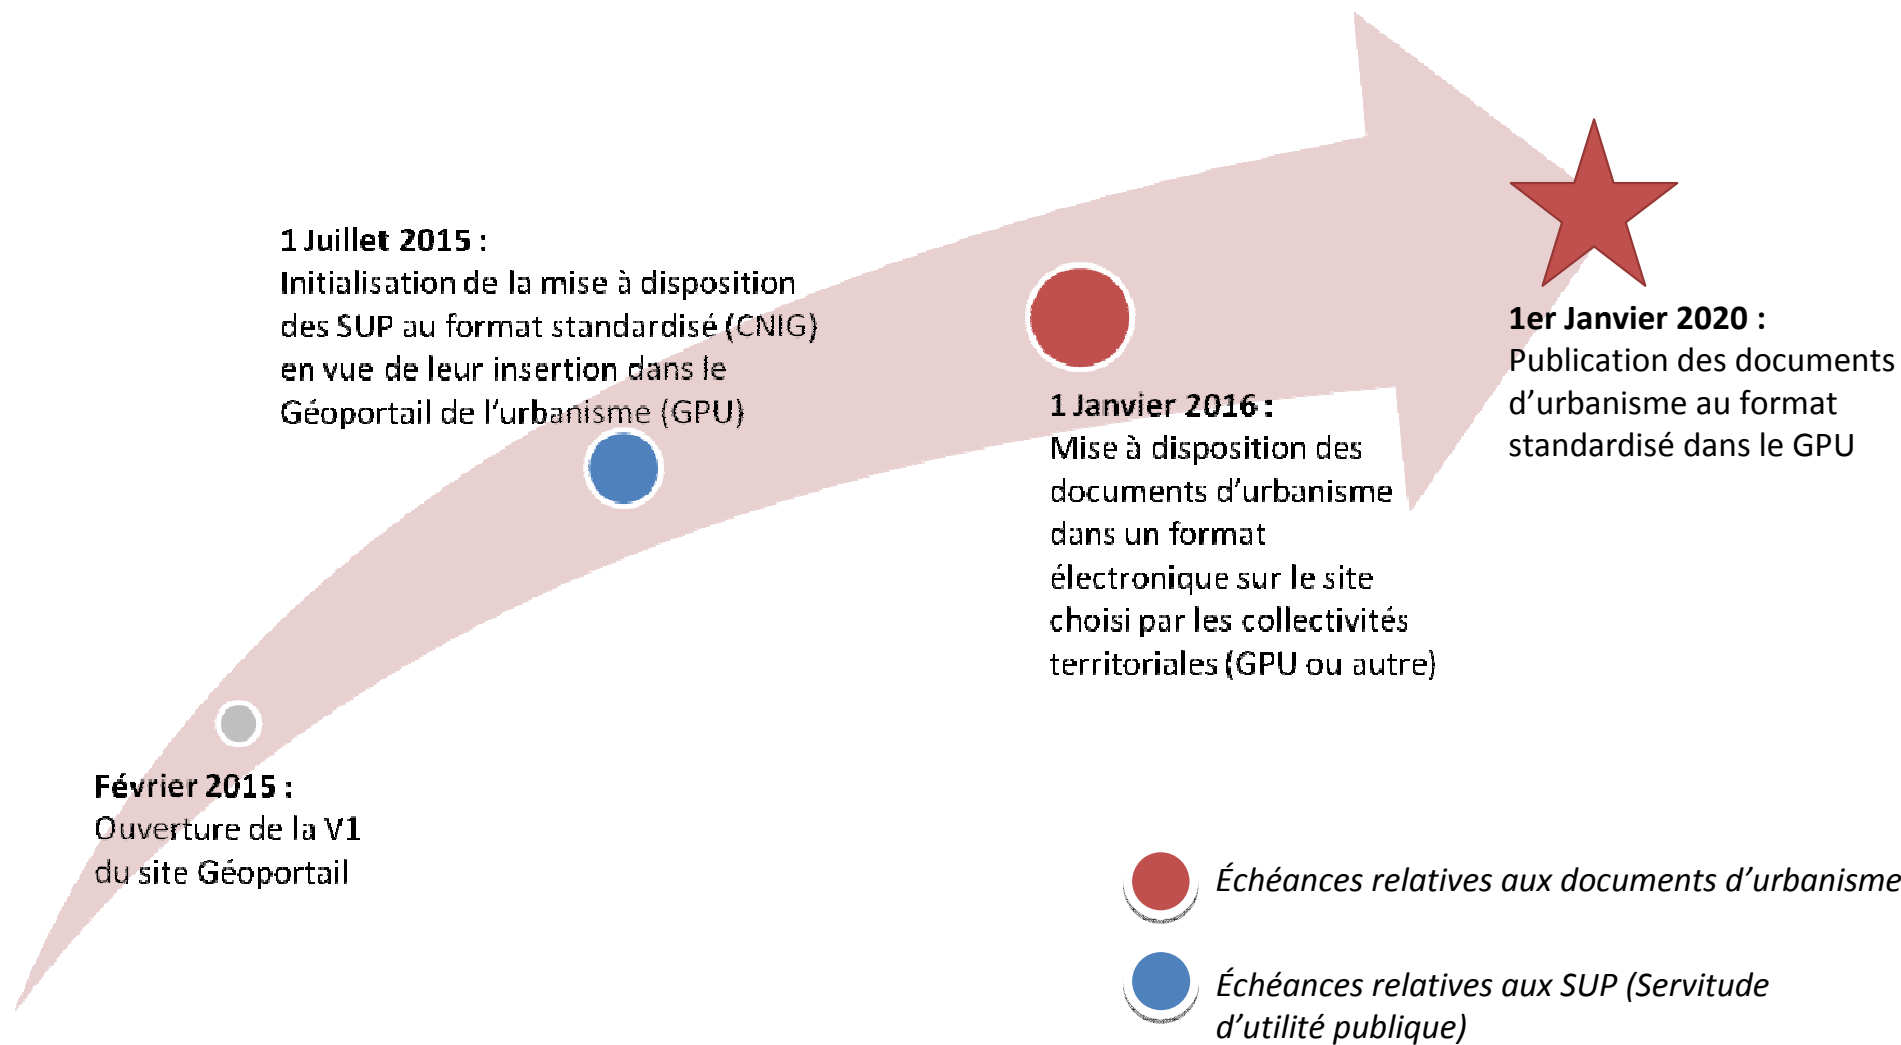 1 Juillet 2015 :
Initialisation de la mise à disposition
des SUP au format standardisé (CNIG)
en vue de leur insertion dans le
Géoportail de l'urbanisme (GPU)
1er Janvier 2020 :
Publication des documents
d'urbanisme au format
standardisé dans le GPU
1 Janvier 2016 :
Mise à disposition des
documents d'urbanisme
dans un format
électronique sur le site
choisi par les collectivités
territoriales (GPU ou autre)
Février 2015 :
Ouverture de la V1
du site Géoportail
Échéances relatives aux documents d'urbanisme
Échéances relatives aux SUP (Servitude
d'utilité publique)